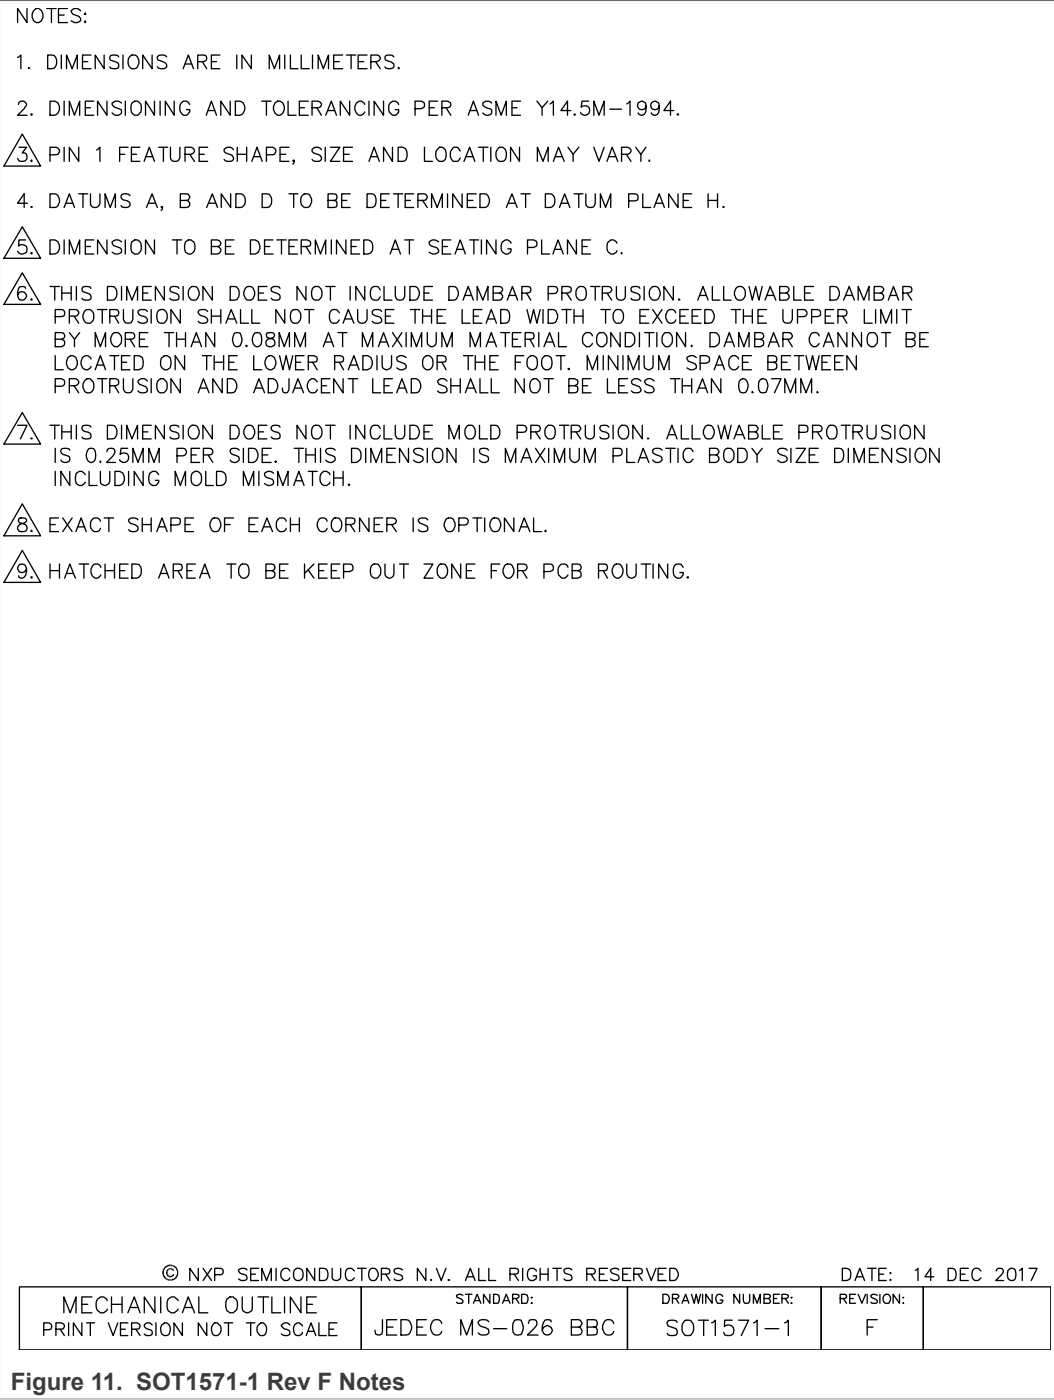 NOTES:
1. DIMENSIONS ARE IN MILLIMETERS.
2. DIMENSIONING AND TOLERANCING PER ASME Y14.5M–1994.
3. PIN 1 FEATURE SHAPE, SIZE AND LOCATION MAY VARY.
4. DATUMS A, B AND D TO BE DETERMINED AT DATUM PLANE H.
5. DIMENSION TO BE DETERMINED AT SEATING PLANE C.
6. THIS DIMENSION DOES NOT INCLUDE DAMBAR PROTRUSION. ALLOWABLE DAMBAR
PROTRUSION SHALL NOT CAUSE THE LEAD WIDTH TO EXCEED THE UPPER LIMIT
BY MORE THAN 0.08MM AT MAXIMUM MATERIAL CONDITION. DAMBAR CANNOT BE
LOCATED ON THE LOWER RADIUS OR THE FOOT. MINIMUM SPACE BETWEEN
PROTRUSION AND ADJACENT LEAD SHALL NOT BE LESS THAN 0.07MM.
7. THIS DIMENSION DOES NOT INCLUDE MOLD PROTRUSION. ALLOWABLE PROTRUSION
IS 0.25MM PER SIDE. THIS DIMENSION IS MAXIMUM PLASTIC BODY SIZE DIMENSION
INCLUDING MOLD MISMATCH.
8. EXACT SHAPE OF EACH CORNER IS OPTIONAL.
9. HATCHED AREA TO BE KEEP OUT ZONE FOR PCB ROUTING.
© NXP SEMICONDUCTORS N.V. ALL RIGHTS RESERVED
DATE: 14 DEC 2017
MECHANICAL OUTLINE
PRINT VERSION NOT TO SCALE
STANDARD:
JEDEC MS–026 BBC
DRAWING NUMBER:
SOT1571–1
REVISION:
F
Figure 11. SOT1571-1 Rev F Notes